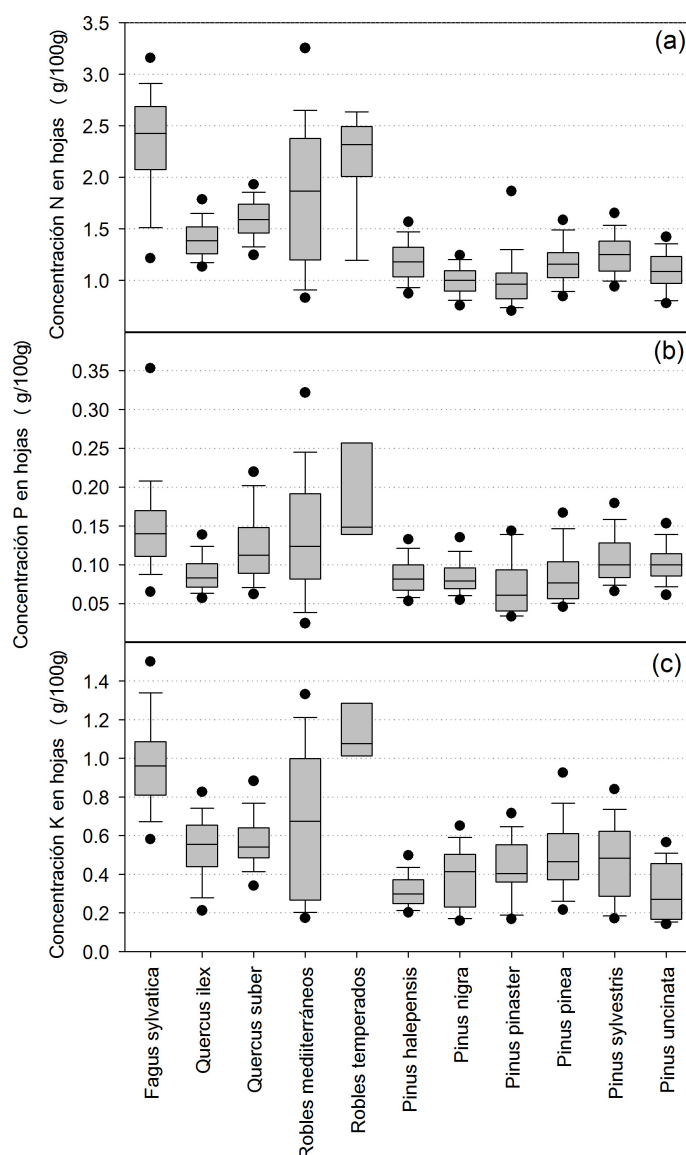 (a)
Concentración N en hojas ( g/100g)
3.5
3.0
2.5
2.0
1.5
1.0
(b)
Concentración P en hojas ( g/100g)
0.35
0.30
0.25
0.20
0.15
0.10
0.05
(c)
Concentración K en hojas ( g/100g)
1.4
1.2
1.0
0.8
0.6
0.4
0.2
0.0
Fagus sylvatica
Quercus ilex
Quercus suber
Robles mediiterráneos
Robles temperados
Pinus halepensis
Pinus nigra
Pinus pinaster
Pinus pinea
Pinus sylvestris
Pinus uncinata